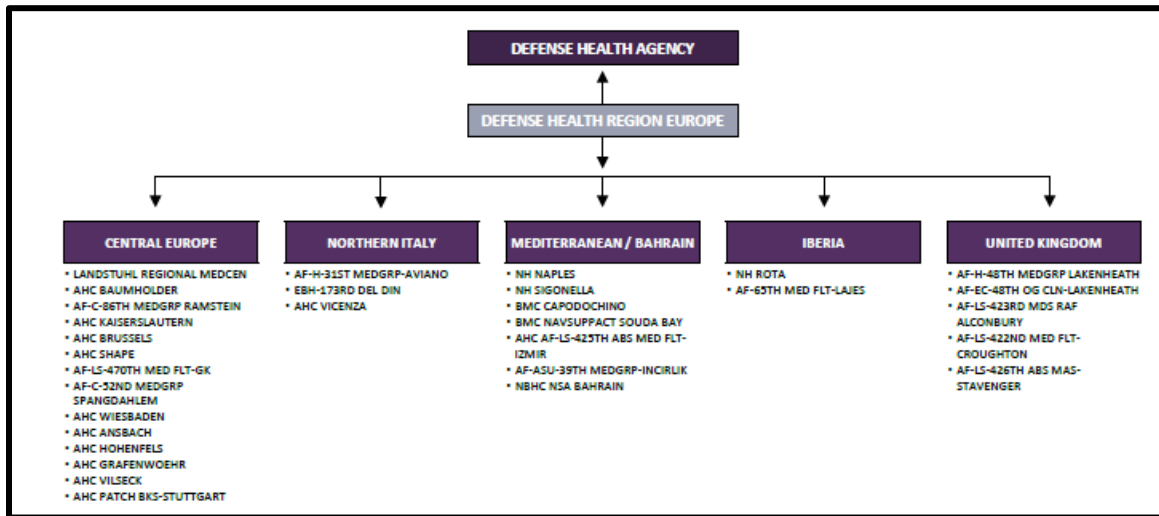 DEFENSE HEALTH AGENCY
DEFENSE HEALTH REGION EUROPE
CENTRAL EUROPE
▪ LANDSTUHL REGIONAL MEDCEN
▪ AHC BAUMHOLDER
▪ AF-C-86TH MEDGRP RAMSTEIN
▪ AHC KAISERSLAUTERN
▪ AHC BRUSSELS
▪ AHC SHAPE
▪ AF-LS-470TH MED FLT-GK
▪ AF-C-52ND MEDGRP
SPANGDAHLEM
▪ AHC WIESBADEN
▪ AHC ANSBACH
▪ AHC HOHENFELS
▪ AHC GRAFENWOEHR
▪ AHC VILSECK
▪ AHC PATCH BKS-STUTTGART
NORTHERN ITALY
▪ AF-H-31ST MEDGRP-AVIANO
▪ EBH-173RD DEL DIN
▪ AHC VICENZA
MEDITERRANEAN / BAHRAIN
▪ NH NAPLES
▪ NH SIGONELLA
▪ BMC CAPODOCHINO
▪ BMC NAVSUPPACT SOUDA BAY
▪ AHC AF-LS-425TH ABS MED FLT-
IZMIR
▪ AF-ASU-39TH MEDGRP-INCIRLIK
▪ NBHC NSA BAHRAIN
IBERIA
▪ NH ROTA
▪ AF-65TH MED FLT-LAJES
UNITED KINGDOM
▪ AF-H-48TH MEDGRP LAKENHEATH
▪ AF-EC-48TH OG CLN-LAKENHEATH
▪ AF-LS-423RD MDS RAF
ALCONBURY
▪ AF-LS-422ND MED FLT-
CROUGHTON
▪ AF-LS-426TH ABS MAS-
STAVENGER